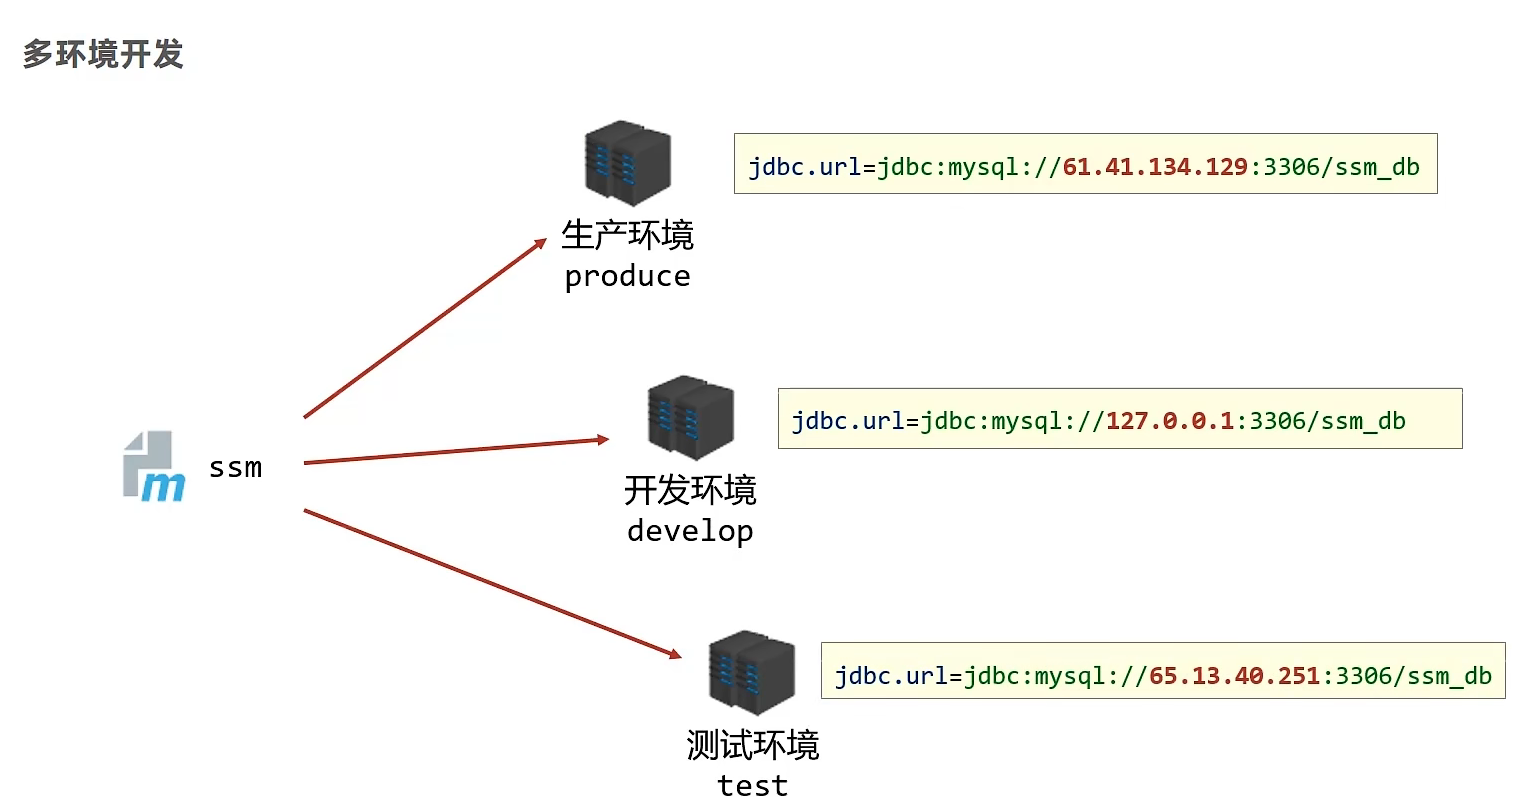 多环境开发
jdbc.url=jdbc:mysql://61.41.134.129:3306/ssm_db
生产环境
produce
jdbc.url=jdbc:mysql://127.0.0.1:3306/ssm_db
m
ssm
开发环境
develop
jdbc.url=jdbc:mysql://65.13.40.251:3306/ssm_db
测试环境
test